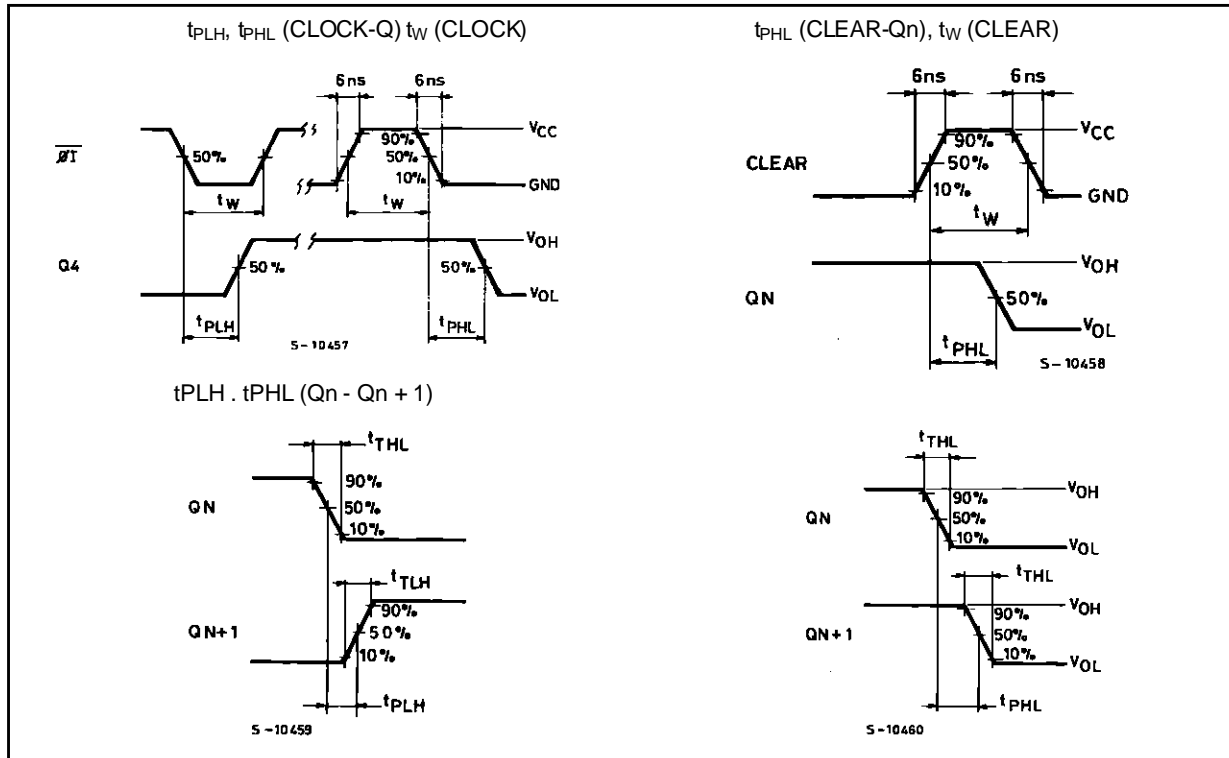 tPLH, tPHL (CLOCK-Q) tW (CLOCK)
6ns 6ns
VCC
90%
50%
10%
GND
ØI
50%
tW
tW
VOH
Q4
50%
50%
VOL
tPLH
tPHL
S-10457
tPHL (CLEAR-Qn), tW (CLEAR)
6ns 6ns
VCC
90%
CLEAR
50%
10%
GND
tW
VOH
QN
50%
VOL
tPHL
S-10458
tPLH . tPHL (Qn - Qn + 1)
tTHL
90%
QN
50%
10%
tTLH
90%
QN+1
50%
10%
tPLH
S-10459
tTHL
VOH
90%
QN
50%
10%
VOL
tTHL
VOH
90%
QN+1
50%
10%
VOL
tPHL
S-10460